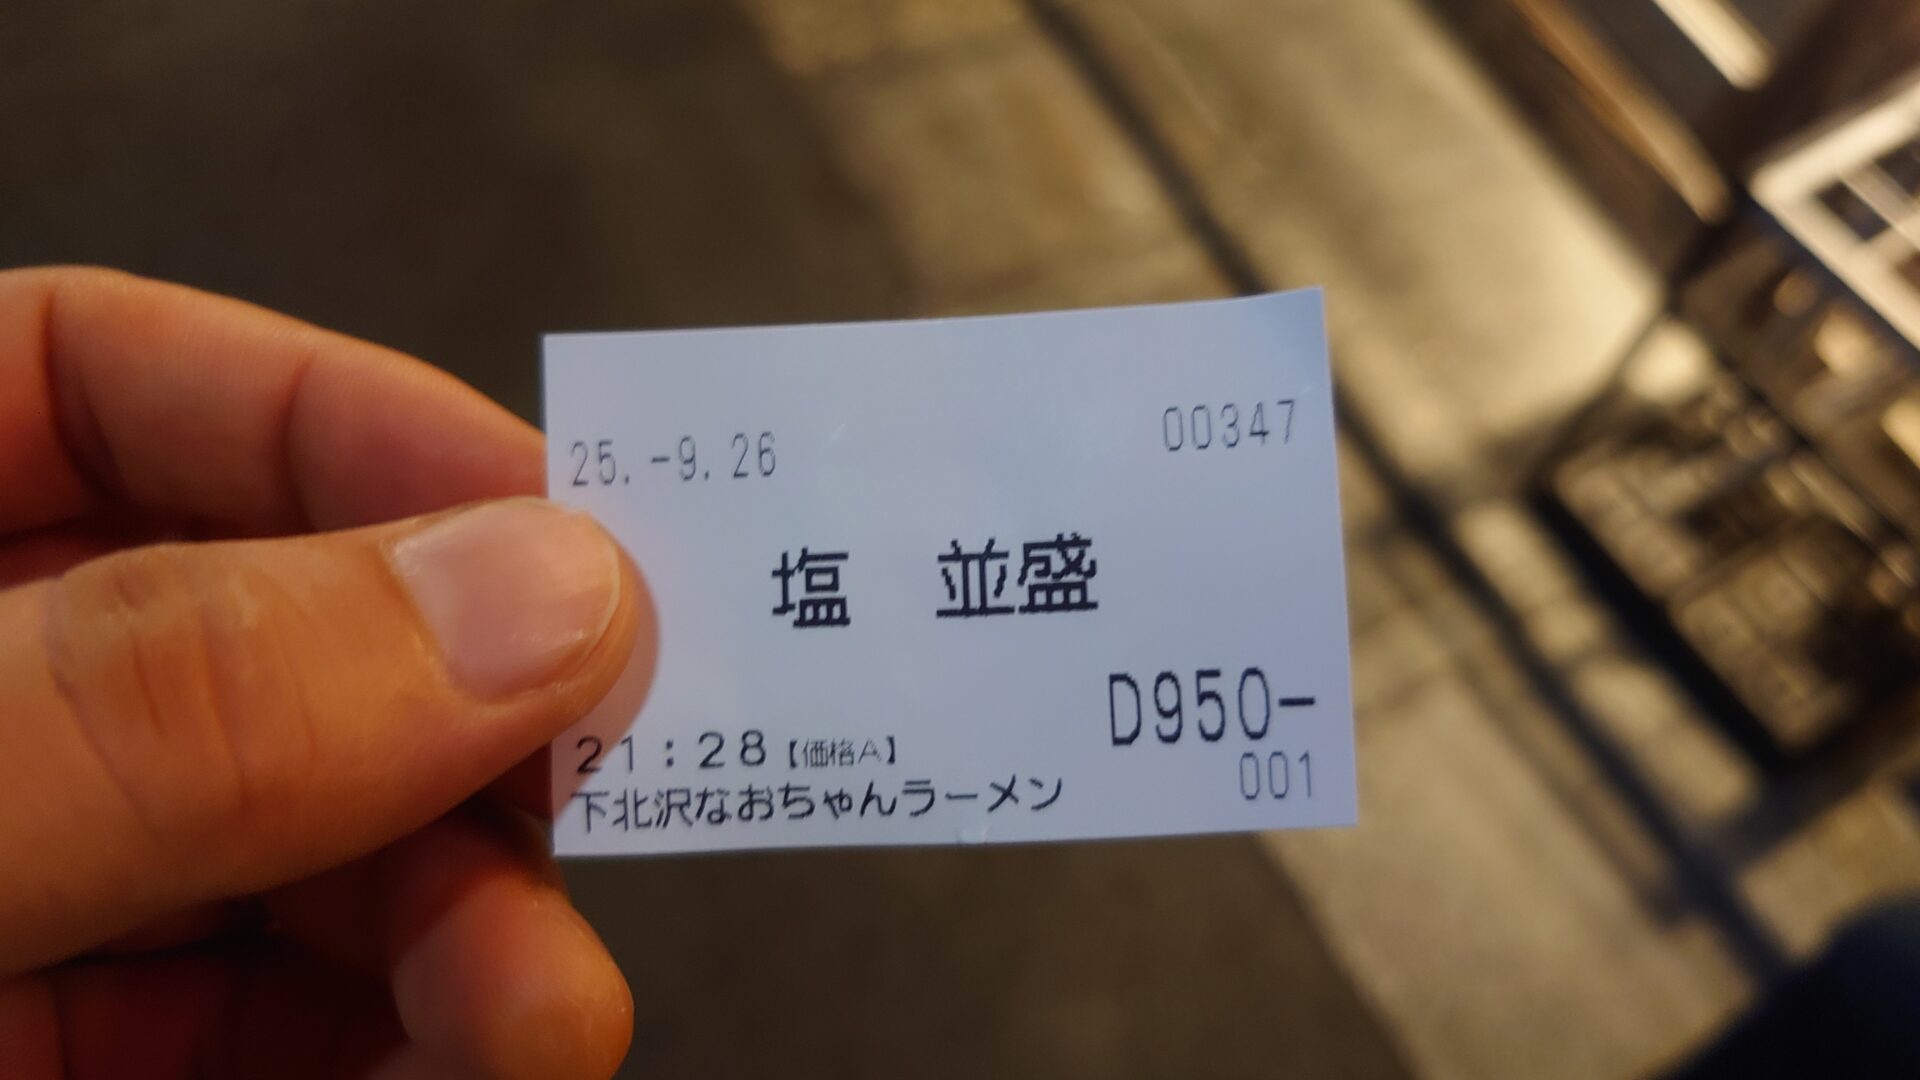 25.-9.26 00347
塩 並盛
D950-
21:28【価格A】
001
下北沢なおちゃんラーメン